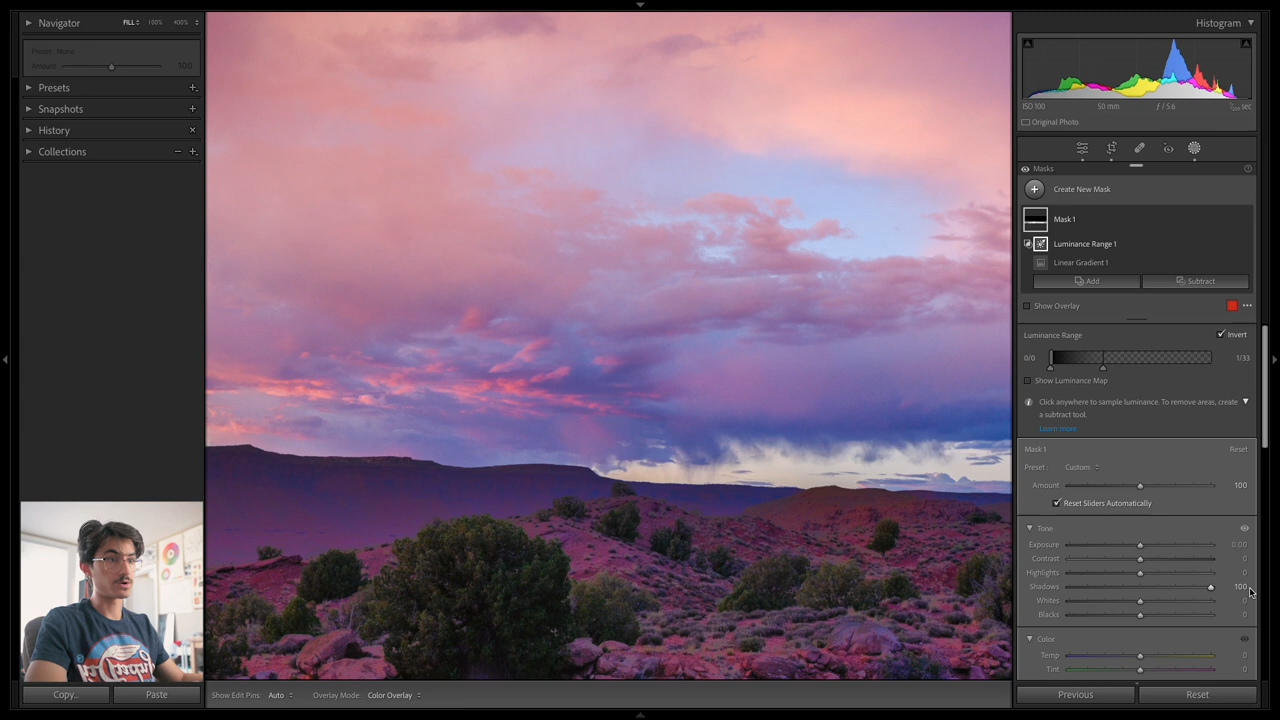 Navigator
FILL
100%
400%
Preset: None
Amount 100
Presets
Snapshots
History
Collections
Copy...
Paste
Show Edit Pins: Auto
Overlay Mode: Color Overlay
Histogram
ISO 100 50 mm ƒ / 5.6 sec
Original Photo
Masks
Create New Mask
Mask 1
Luminance Range 1
Linear Gradient 1
Add Subtract
Show Overlay
Luminance Range Invert
0/0 1/33
Show Luminance Map
Click anywhere to sample luminance. To remove areas, create
a subtract tool.
Learn more
Mask 1 Reset
Preset: Custom
Amount 100
Reset Sliders Automatically
Tone
Exposure 0.00
Contrast 0
Highlights 0
Shadows 100
Whites 0
Blacks 0
Color
Temp 0
Tint 0
Previous Reset